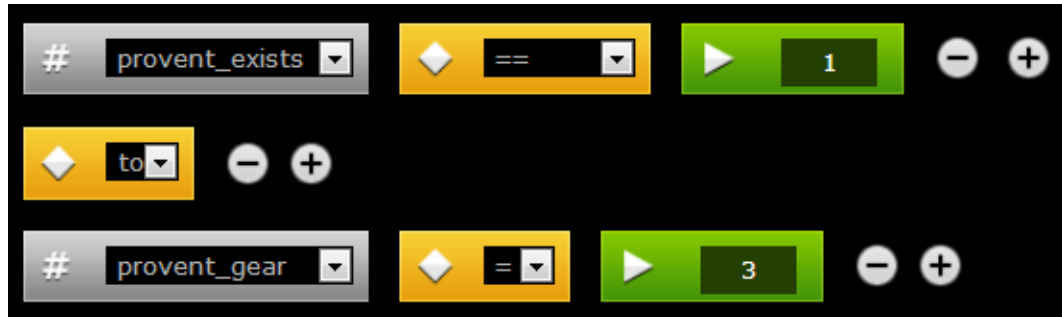 # provent_exists == 1
to
# provent_gear = 3